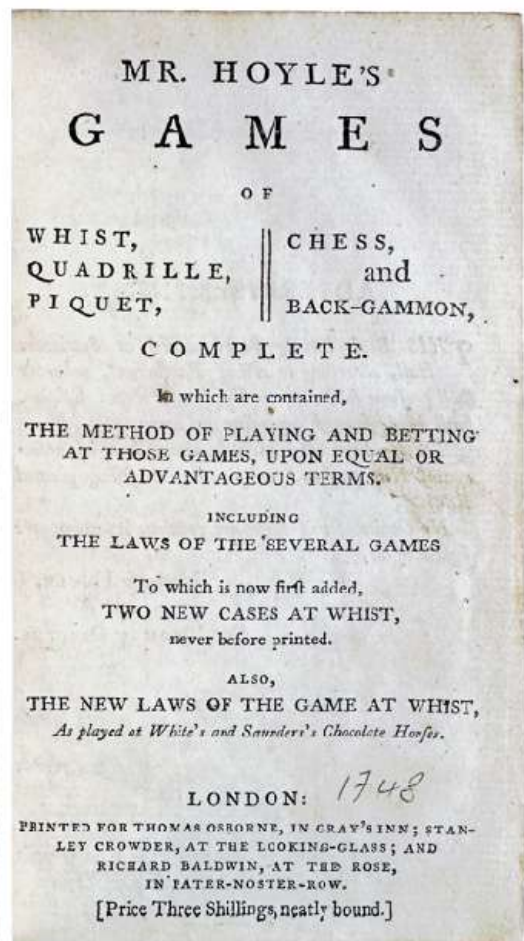 MR. HOYLE'S
GAMES
OF
WHIST,
QUADRILLE,
PIQUET,
CHESS,
and
BACK-GAMMON,
COMPLETE.
In which are contained,
THE METHOD OF PLAYING AND BETTING
AT THOSE GAMES, UPON EQUAL OR
ADVANTAGEOUS TERMS.
INCLUDING
THE LAWS OF THE SEVERAL GAMES
To which is now firſt added,
TWO NEW CASES AT WHIST,
never before printed.
ALSO,
THE NEW LAWS OF THE GAME AT WHIST,
As played at White's and Saunders's Chocolate Houſes.
1748
LONDON:
PRINTED FOR THOMAS OSBORNE, IN GRAY'S INN; STAN-
LEY CROWDER, AT THE LOOKING-GLASS; AND
RICHARD BALDWIN, AT THE ROSE,
IN PATER-NOSTER-ROW.
[Price Three Shillings, neatly bound.]